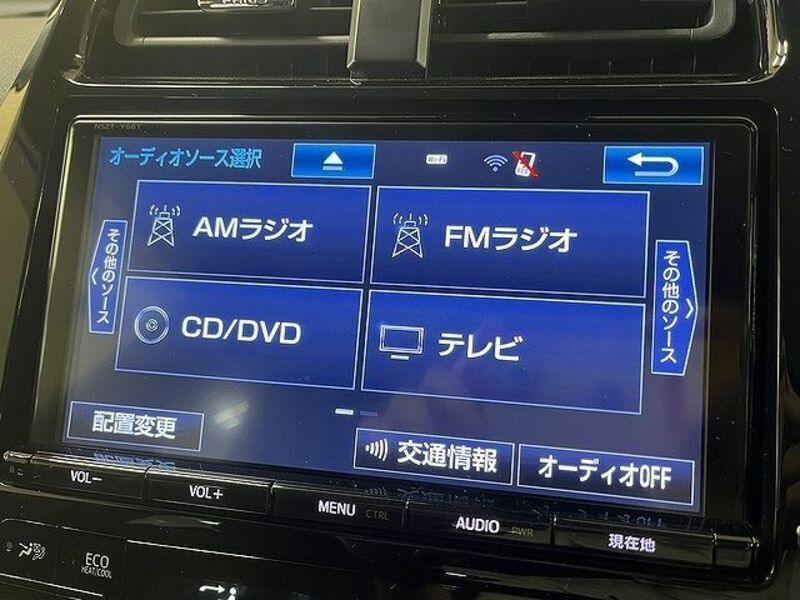 PRIUS
NSZT-Y66T
オーディオソース選択
Wi-Fi
AMラジオ
FMラジオ
その他のソース
その他のソース
CD/DVD
テレビ
配置変更
交通情報
オーディオOFF
VOL−
VOL+
MENU CTRL
AUDIO PWR
現在地
ECO
HEAT/COOL